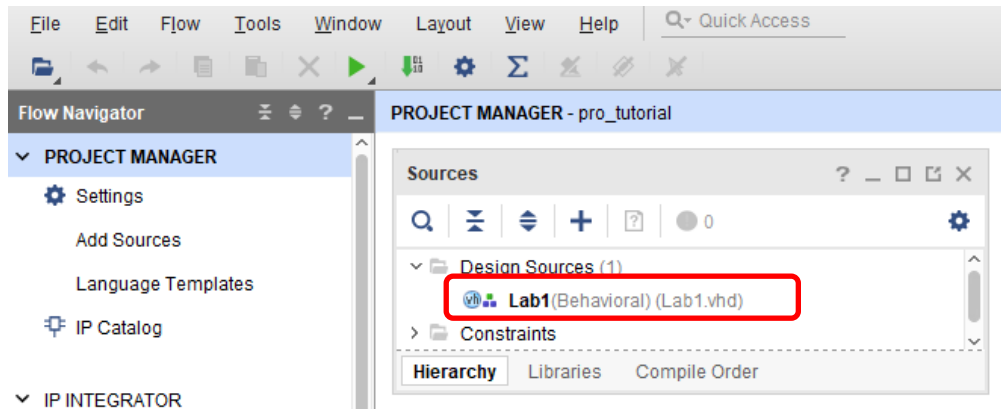 File Edit Flow Tools Window Layout View Help Quick Access
Flow Navigator ? PROJECT MANAGER - pro_tutorial
PROJECT MANAGER
Settings
Add Sources
Language Templates
IP Catalog
IP INTEGRATOR
Sources ?
? 0
Design Sources (1)
vh Lab1(Behavioral) (Lab1.vhd)
Constraints
Hierarchy Libraries Compile Order